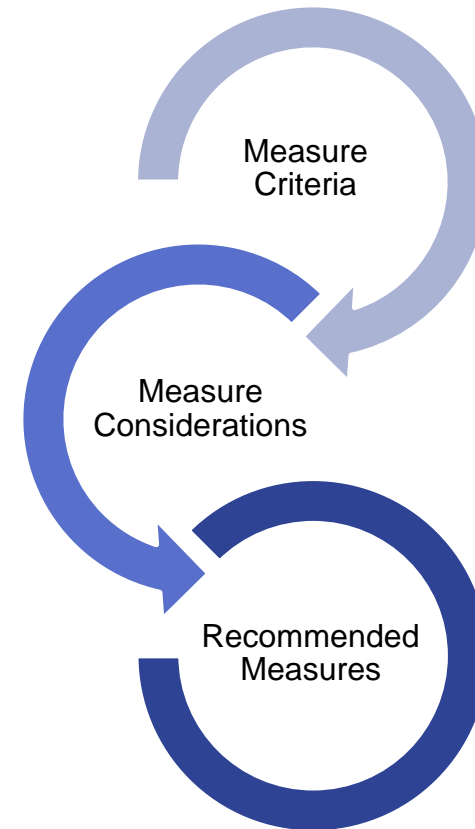 Measure
Criteria
Measure
Considerations
Recommended
Measures